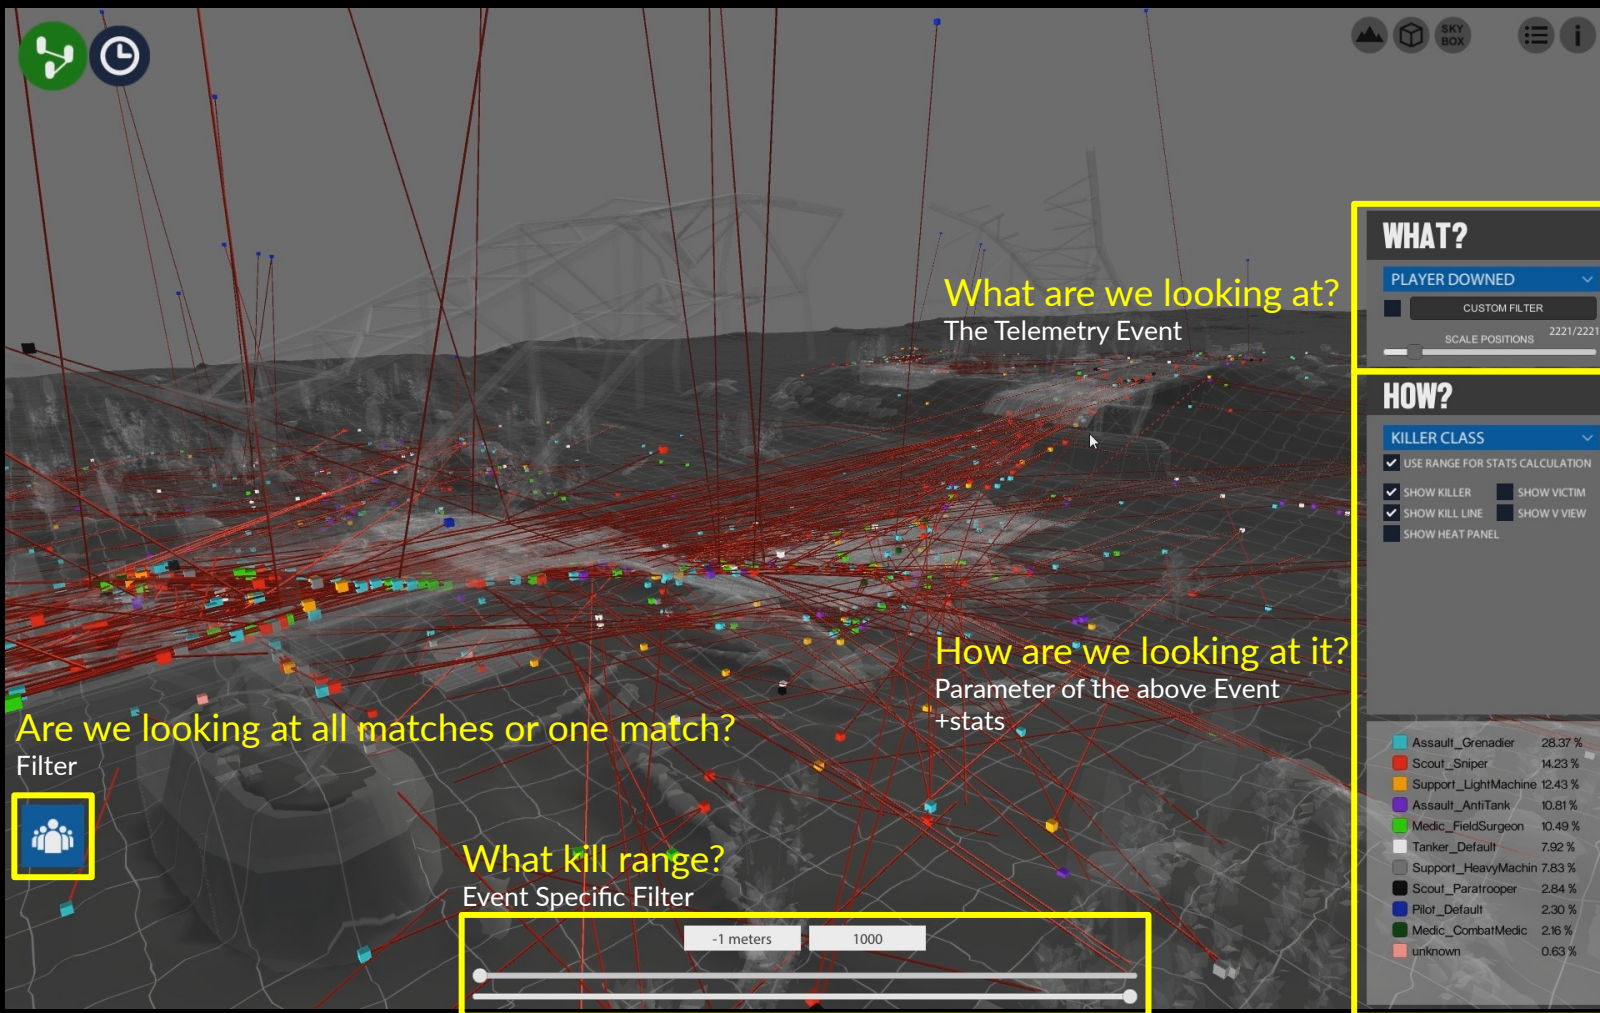 SKY
BOX
i
WHAT?
PLAYER DOWNED
CUSTOM FILTER
2221/2221
SCALE POSITIONS
What are we looking at?
The Telemetry Event
HOW?
KILLER CLASS
USE RANGE FOR STATS CALCULATION
SHOW KILLER SHOW VICTIM
SHOW KILL LINE SHOW V VIEW
SHOW HEAT PANEL
How are we looking at it?
Parameter of the above Event
+stats
Are we looking at all matches or one match?
Filter
What kill range?
Event Specific Filter
-1 meters 1000
Assault_Grenadier 28.37 %
Scout_Sniper 14.23 %
Support_LightMachine 12.43 %
Assault_AntiTank 10.81 %
Medic_FieldSurgeon 10.49 %
Tanker_Default 7.92 %
Support_HeavyMachin 7.83 %
Scout_Paratrooper 2.84 %
Pilot_Default 2.30 %
Medic_CombatMedic 2.16 %
unknown 0.63 %